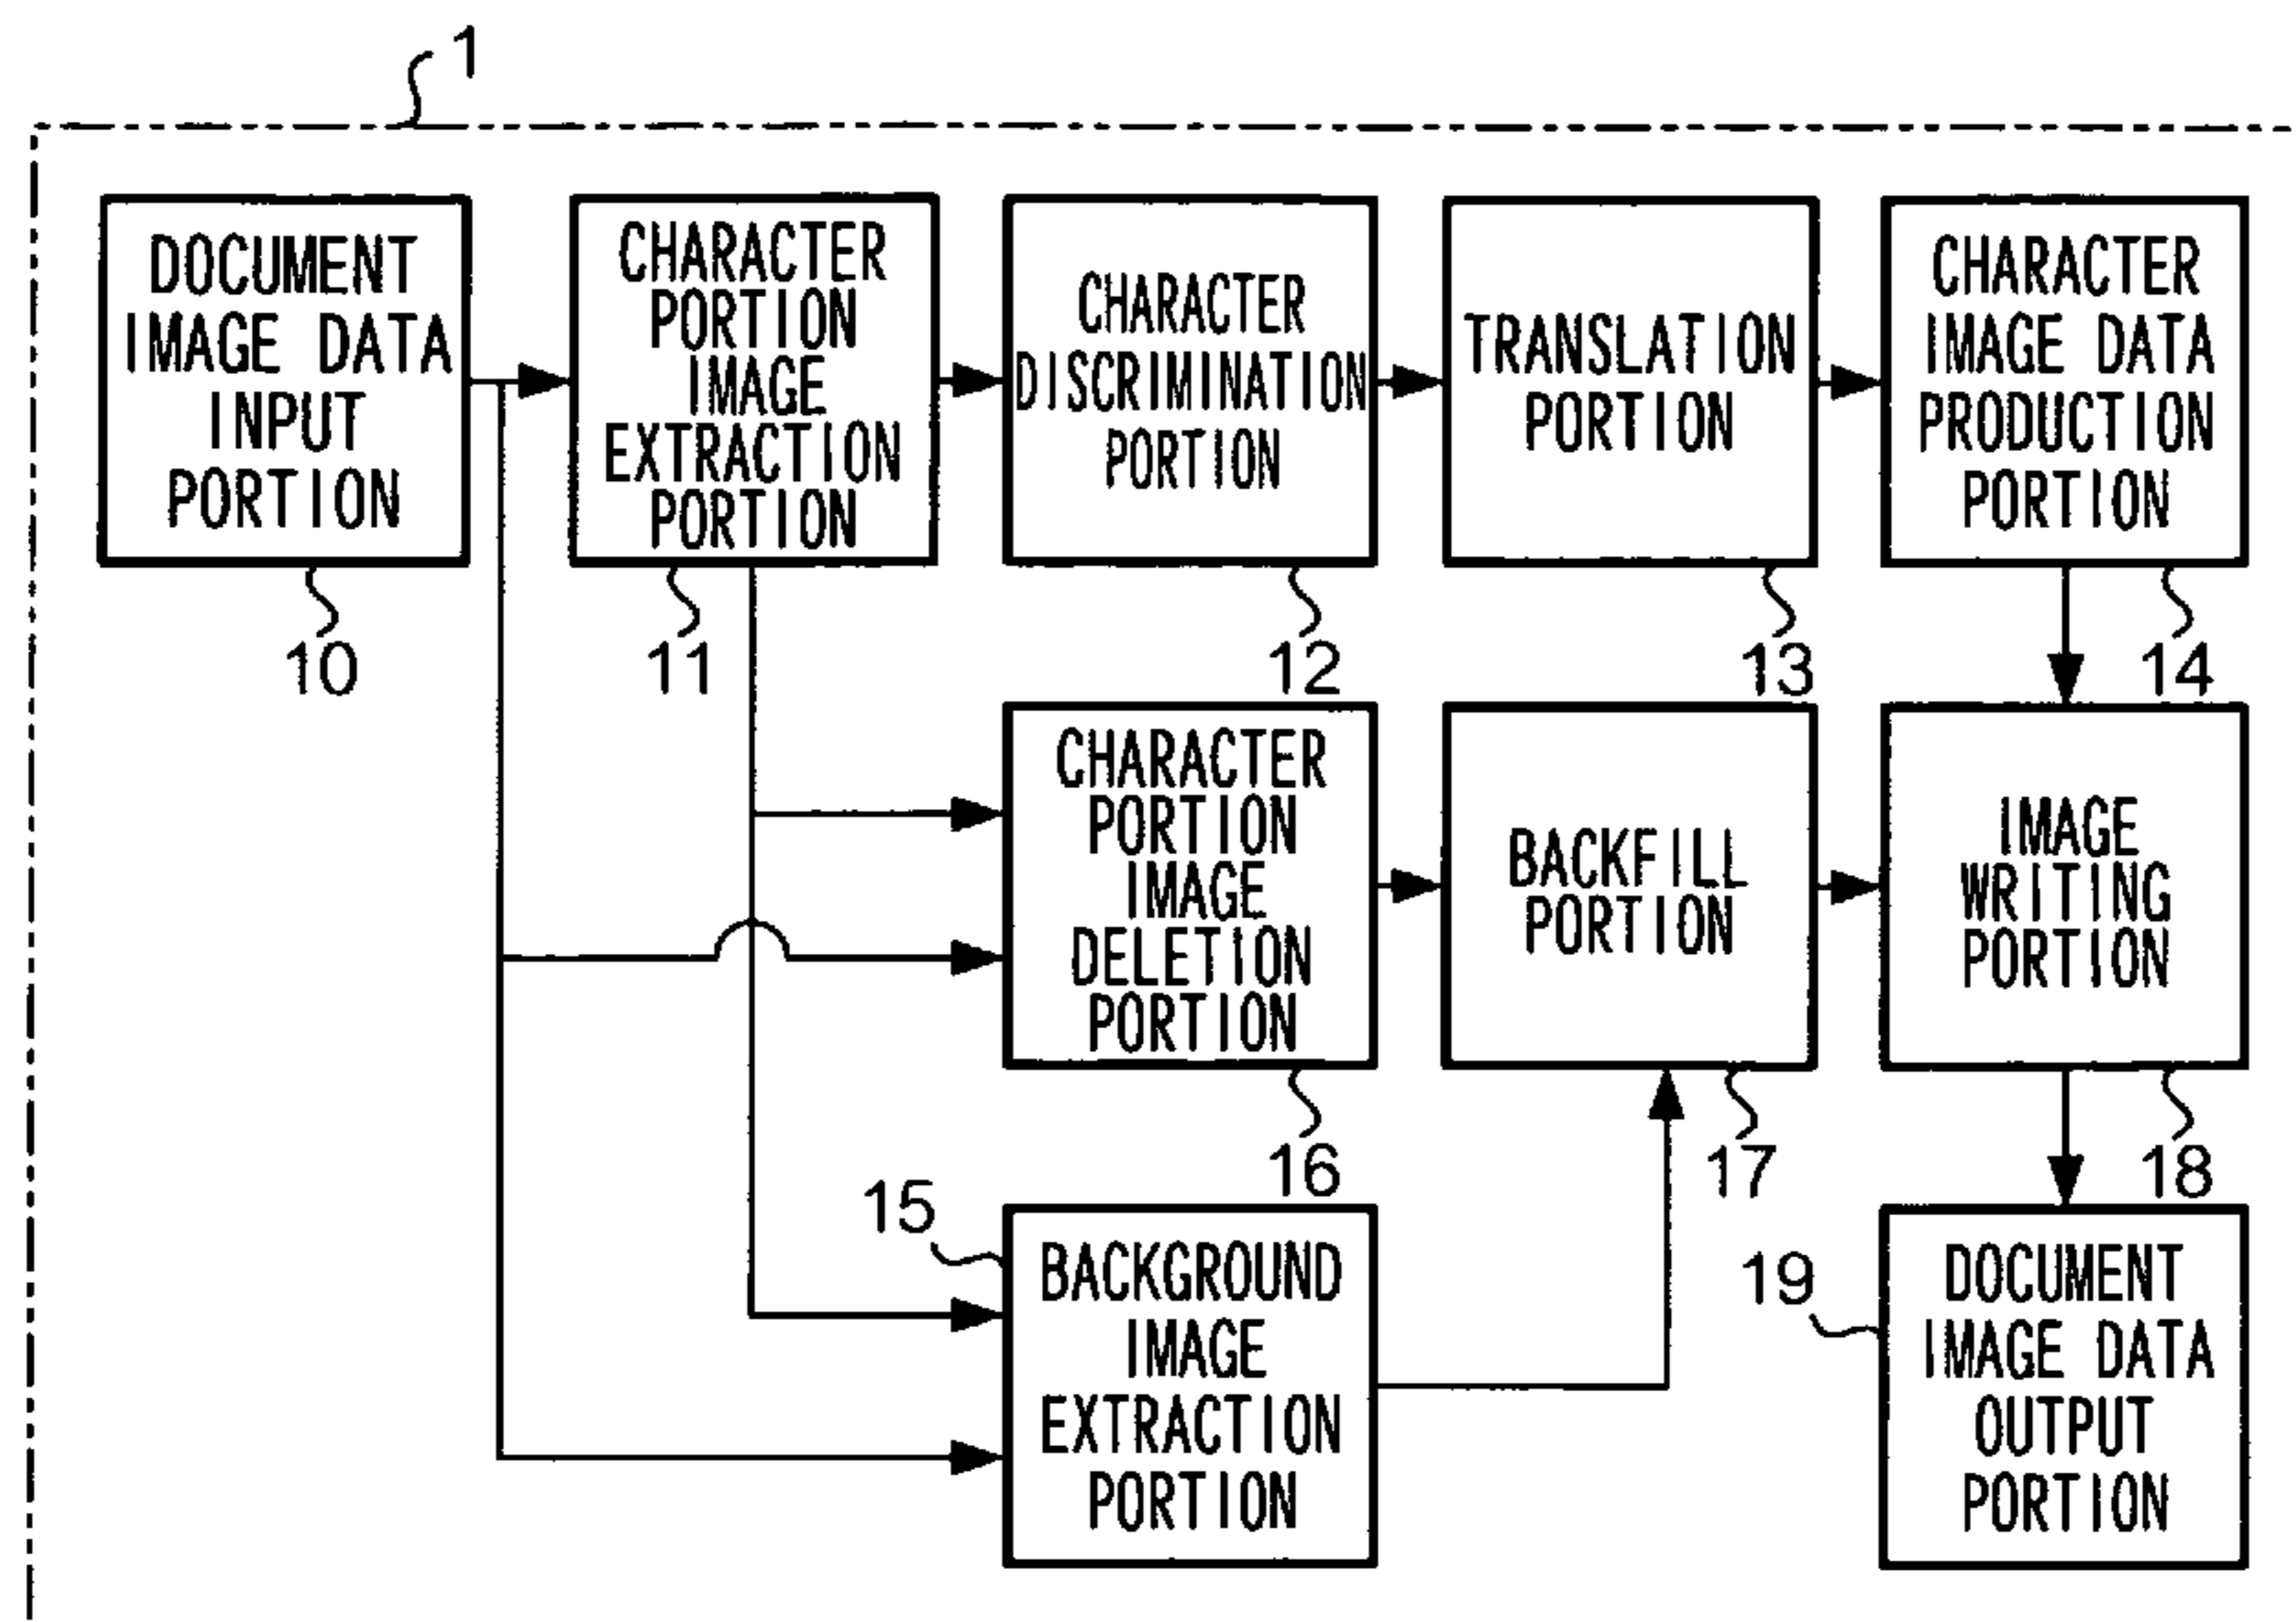 1
DOCUMENT
IMAGE DATA
INPUT
PORTION
10
CHARACTER
PORTION
IMAGE
EXTRACTION
PORTION
11
CHARACTER
DISCRIMINATION
PORTION
12
TRANSLATION
PORTION
13
CHARACTER
IMAGE DATA
PRODUCTION
PORTION
14
CHARACTER
PORTION
IMAGE
DELETION
PORTION
16
BACKFILL
PORTION
17
IMAGE
WRITING
PORTION
18
15
BACKGROUND
IMAGE
EXTRACTION
PORTION
19
DOCUMENT
IMAGE DATA
OUTPUT
PORTION